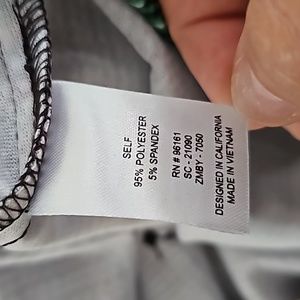 SELF
95% POLYESTER
5% SPANDEX
RN # 96161
SC - 21090
ZMBY - 7050
DESIGNED IN CALIFORNIA
MADE IN VIETNAM